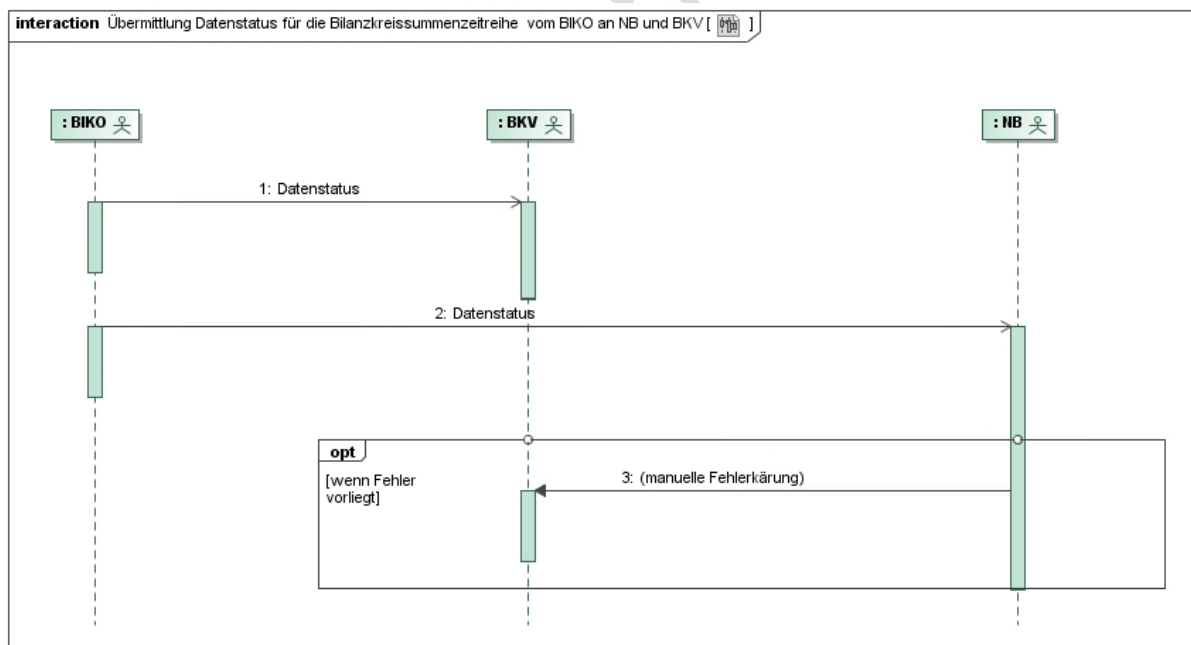 interaction Übermittlung Datenstatus für die Bilanzkreissummenzeitreihe vom BIKO an NB und BKV [ ]
: BIKO
: BKV
: NB
1: Datenstatus
2: Datenstatus
opt
[wenn Fehler
vorliegt]
3: (manuelle Fehlerkärung)